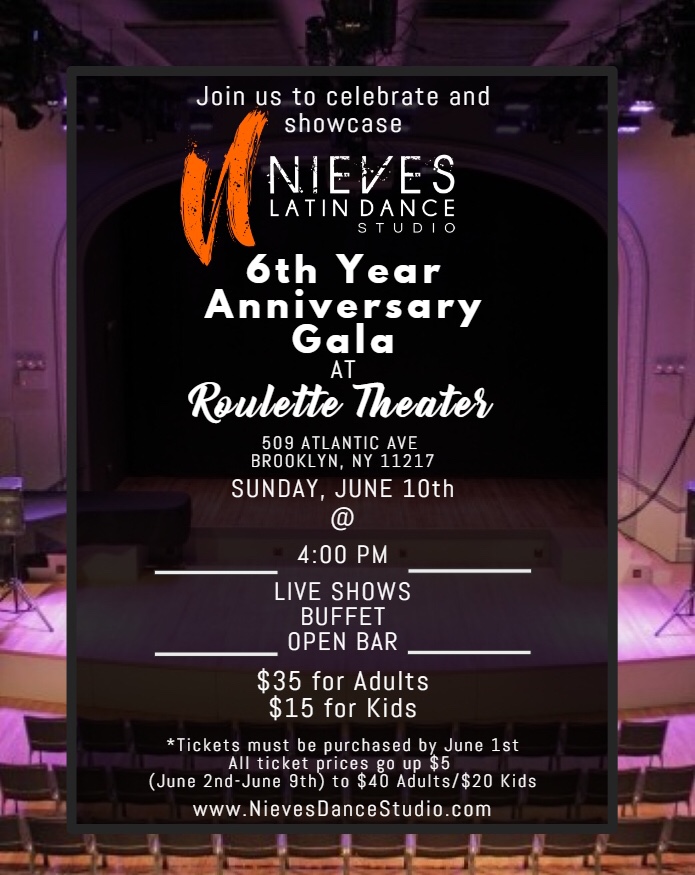 Join us to celebrate and
showcase
NIEVES
LATIN DANCE
STUDIO
6th Year
Anniversary
Gala
AT
Roulette Theater
509 ATLANTIC AVE
BROOKLYN, NY 11217
SUNDAY, JUNE 10th
@
4:00 PM
LIVE SHOWS
BUFFET
OPEN BAR
$35 for Adults
$15 for Kids
*Tickets must be purchased by June 1st
All ticket prices go up $5
(June 2nd-June 9th) to $40 Adults/$20 Kids
www.NievesDanceStudio.com